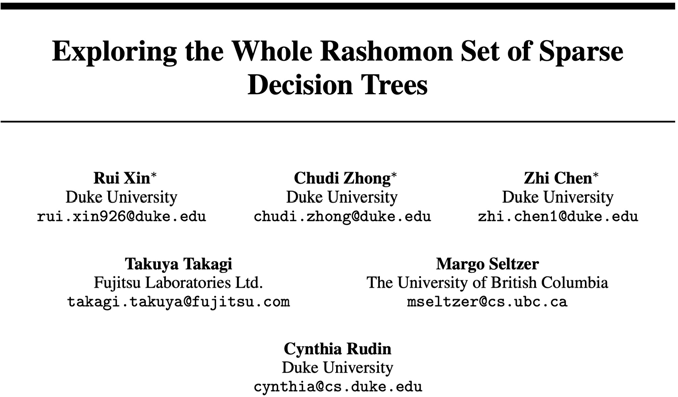 Exploring the Whole Rashomon Set of Sparse
Decision Trees
Rui Xin* Chudi Zhong* Zhi Chen*
Duke University Duke University Duke University
rui.xin926@duke.edu chudi.zhong@duke.edu zhi.chen1@duke.edu
Takuya Takagi Margo Seltzer
Fujitsu Laboratories Ltd. The University of British Columbia
takagi.takuya@fujitsu.com mseltzer@cs.ubc.ca
Cynthia Rudin
Duke University
cynthia@cs.duke.edu